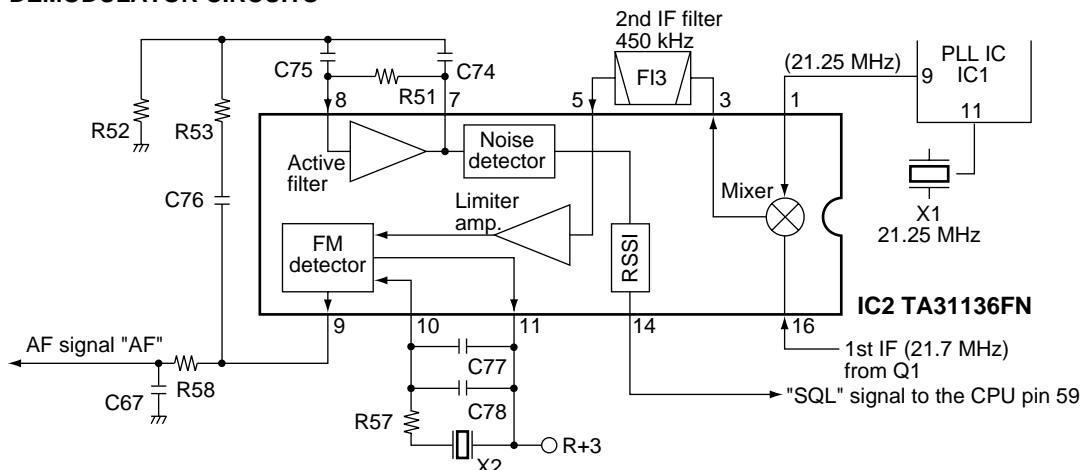 DEMODULATOR CIRCUITS
2nd IF filter
450 kHz
PLL IC
IC1
(21.25 MHz)
9
11
C75
C74
R51
FI3
8
7
5
3
1
R52
R53
Active
filter
Noise
detector
Mixer
X1
21.25 MHz
C76
Limiter
amp.
FM
detector
RSSI
IC2 TA31136FN
9
10
11
14
16
AF signal "AF"
R58
C67
C77
C78
R57
X2
R+3
1st IF (21.7 MHz)
from Q1
"SQL" signal to the CPU pin 59